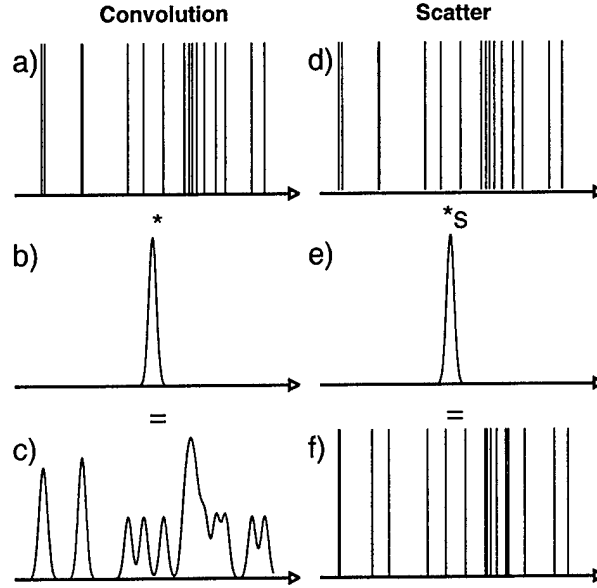 Convolution Scatter
a) d)
* *S
b) e)
= =
c) f)